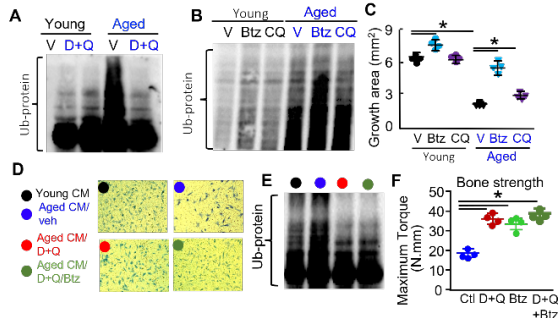 A
Young
Aged
V D+Q V D+Q
Ub-protein
B
Young
Aged
V Btz CQ V Btz CQ
Ub-protein
C
Growth area (mm²)
9
6
3
0
*
*
V Btz CQ V Btz CQ
Young
Aged
D
Young CM
Aged CM/
veh
Aged CM/
D+Q
Aged CM/
D+Q/Btz
E
Ub-protein
F
Bone strength
Maximum Torque
(N.mm)
50
40
30
20
10
0
*
Ctl D+Q Btz D+Q
+Btz